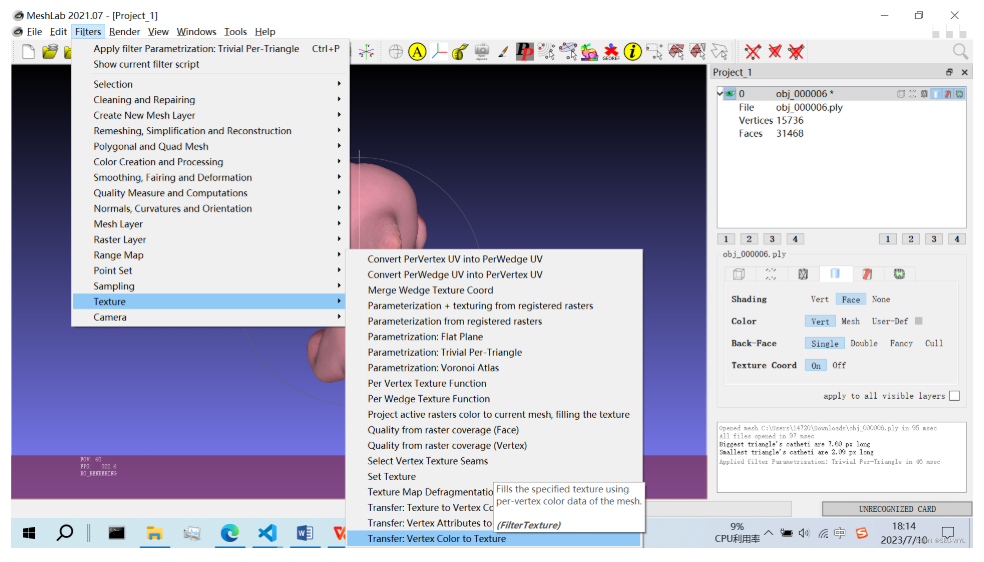 MeshLab 2021.07 - [Project_1]
File Edit Filters Render View Windows Tools Help
Apply filter Parametrization: Trivial Per-Triangle Ctrl+P
Show current filter script
Selection
Cleaning and Repairing
Create New Mesh Layer
Remeshing, Simplification and Reconstruction
Polygonal and Quad Mesh
Color Creation and Processing
Smoothing, Fairing and Deformation
Quality Measure and Computations
Normals, Curvatures and Orientation
Mesh Layer
Raster Layer
Range Map
Point Set
Sampling
Texture
Camera
Convert PerVertex UV into PerWedge UV
Convert PerWedge UV into PerVertex UV
Merge Wedge Texture Coord
Parameterization + texturing from registered rasters
Parameterization from registered rasters
Parametrization: Flat Plane
Parametrization: Trivial Per-Triangle
Parametrization: Voronoi Atlas
Per Vertex Texture Function
Per Wedge Texture Function
Project active rasters color to current mesh, filling the texture
Quality from raster coverage (Face)
Quality from raster coverage (Vertex)
Select Vertex Texture Seams
Set Texture
Texture Map Defragmentatio
Transfer: Texture to Vertex Co
Transfer: Vertex Attributes to
Transfer: Vertex Color to Texture
Fills the specified texture using
per-vertex color data of the mesh.
(FilterTexture)
Project_1
0 obj_000006 *
File obj_000006.ply
Vertices 15736
Faces 31468
1 2 3 4 1 2 3 4
obj_000006.ply
Shading Vert Face None
Color Vert Mesh User-Def
Back-Face Single Double Fancy Cull
Texture Coord On Off
apply to all visible layers
Opened mesh C:\Users\14720\Downloads\obj_000006.ply in 95 msec
All files opened in 97 msec
Biggest triangle's catheti are 7.60 px long
Smallest triangle's catheti are 2.09 px long
Applied filter Parametrization: Trivial Per-Triangle in 95 msec
FOV: 60
UNRECOGNIZED CARD
9%
CPU利用率
中
18:14
2023/7/10